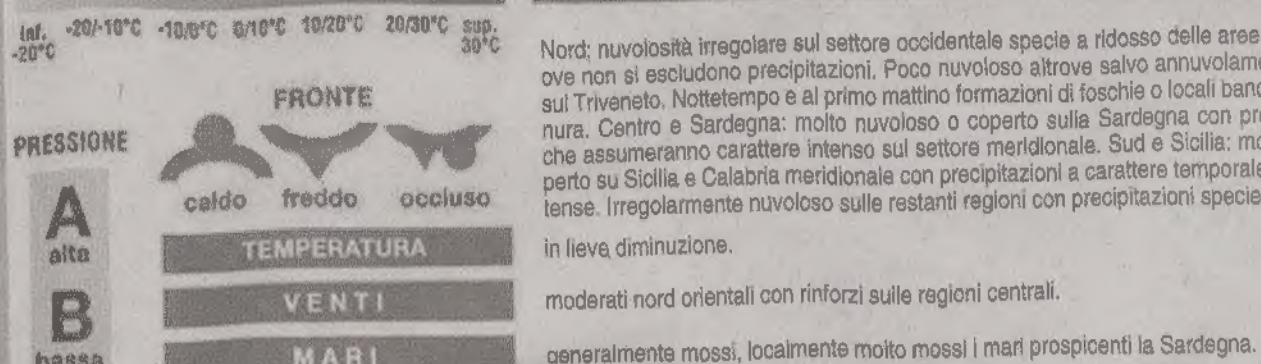 inf. -20/-10°C -10/0°C 0/10°C 10/20°C 20/30°C sup.
-20°C 30°C
FRONTE
PRESSIONE
caldo freddo occluso
A
alta
B
bassa
TEMPERATURA
VENTI
MARI
Nord: nuvolosità irregolare sul settore occidentale specie a ridosso delle aree
ove non si escludono precipitazioni. Poco nuvoloso altrove salvo annuvolame
sul Triveneto. Nottetempo e al primo mattino formazioni di foschie o locali banc
nura. Centro e Sardegna: molto nuvoloso o coperto sulla Sardegna con pre
che assumeranno carattere intenso sul settore meridionale. Sud e Sicilia: mo
perto su Sicilia e Calabria meridionale con precipitazioni a carattere temporale
tense. Irregolarmente nuvoloso sulle restanti regioni con precipitazioni specie
in lieve diminuzione.
moderati nord orientali con rinforzi sulle regioni centrali.
generalmente mossi, localmente molto mossi i mari prospicenti la Sardegna.